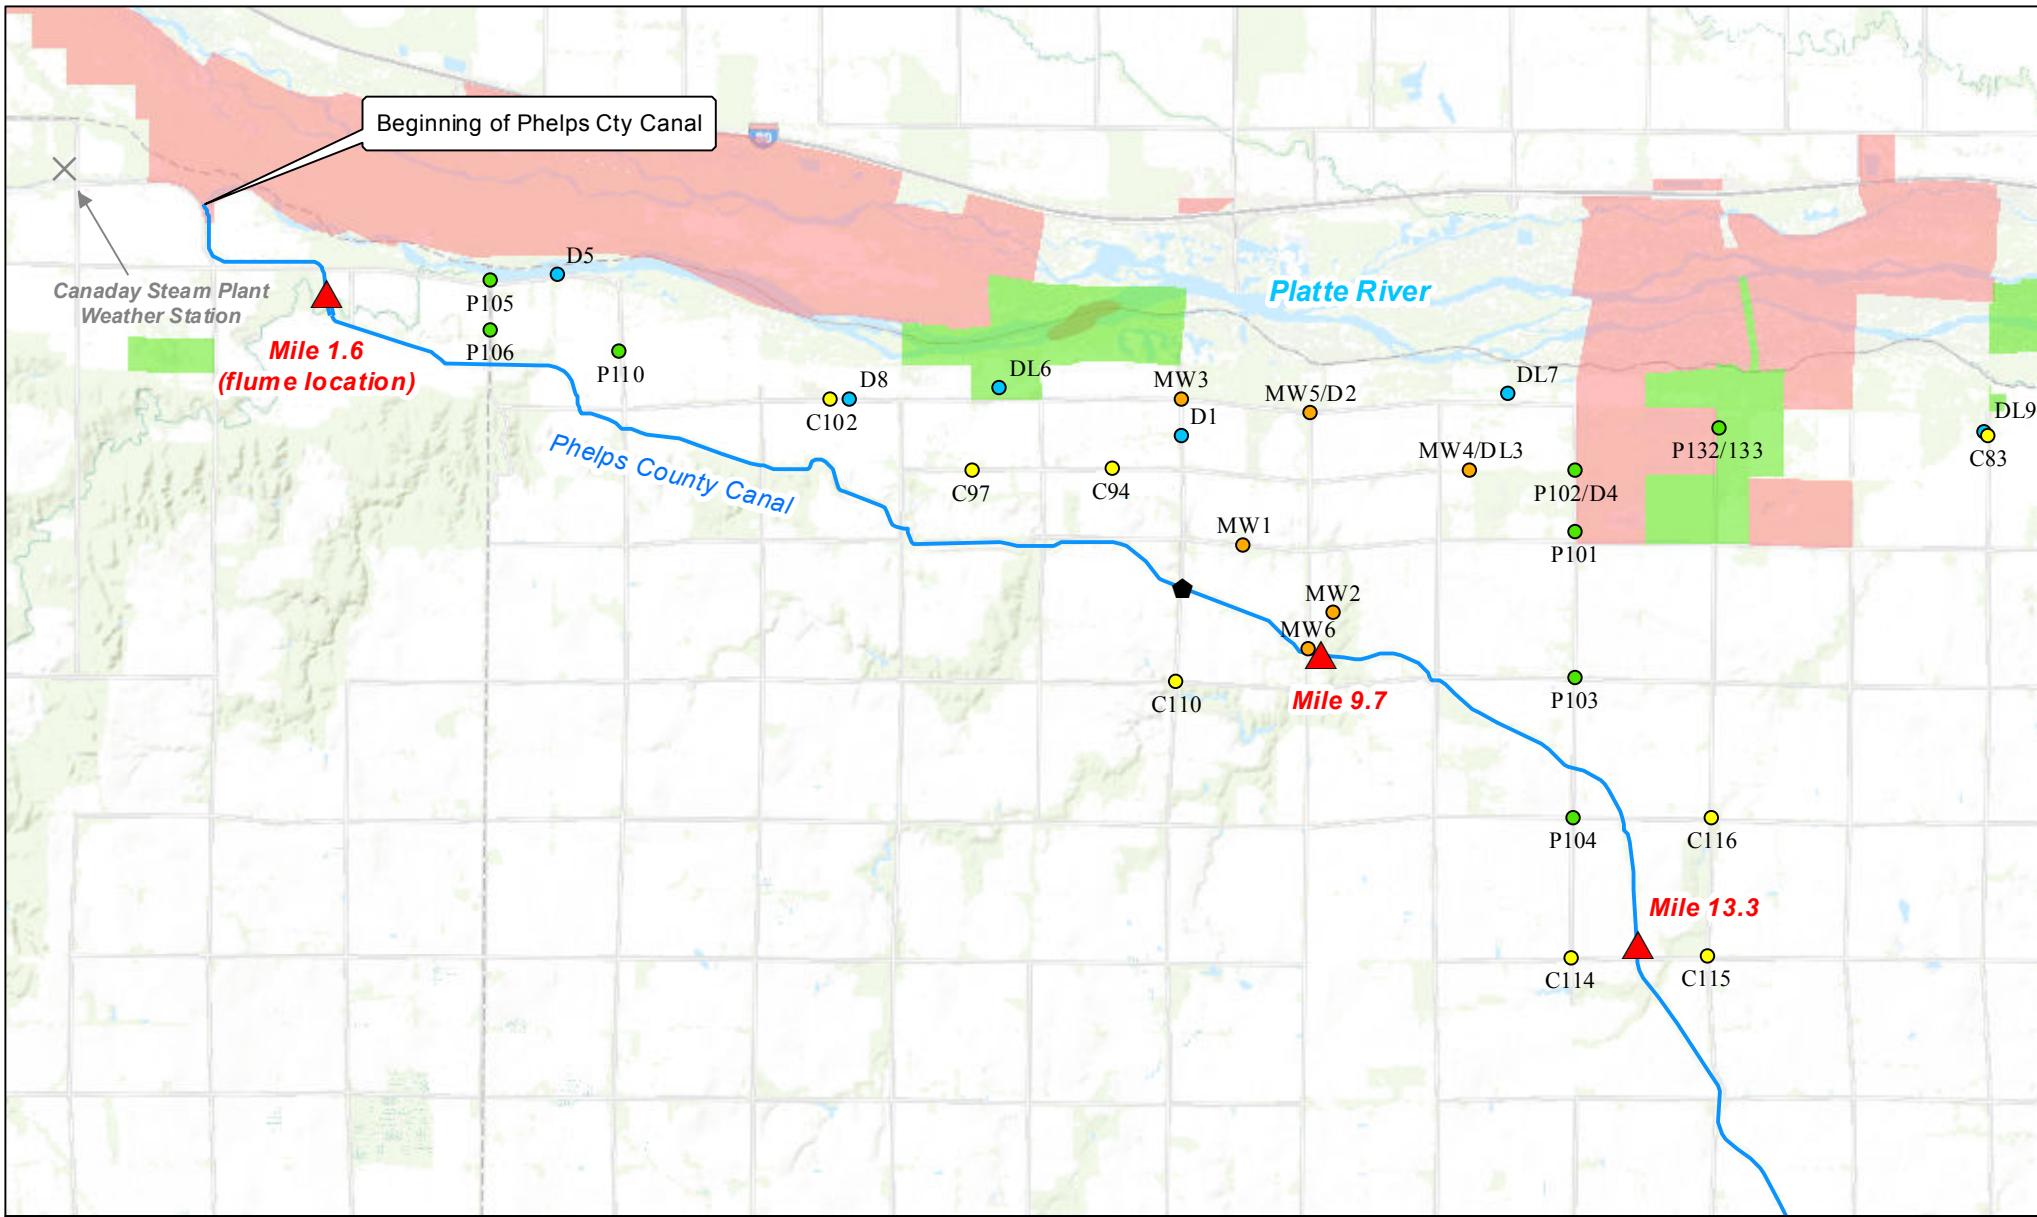 Beginning of Phelps Cty Canal
Canaday Steam Plant
Weather Station
D5
P105
Platte River
P106
Mile 1.6
(flume location)
P110
D8
DL6
MW3
MW5/D2
DL7
C102
D1
DL9
Phelps County Canal
C97
C94
MW4/DL3
P132/133
C83
P102/D4
MW1
P101
MW2
MW6
C110
Mile 9.7
P103
P104
C116
Mile 13.3
C114
C115